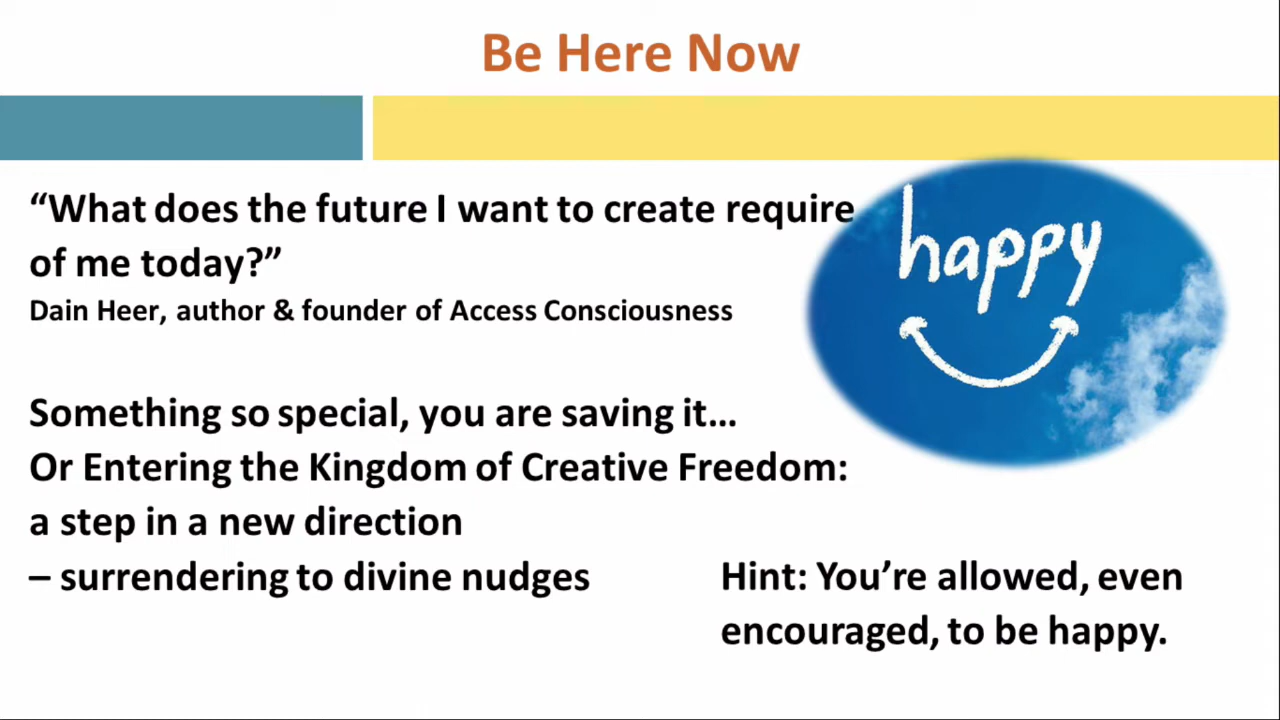 Be Here Now
“What does the future I want to create require
of me today?”
Dain Heer, author & founder of Access Consciousness
happy
Something so special, you are saving it…
Or Entering the Kingdom of Creative Freedom:
a step in a new direction
– surrendering to divine nudges
Hint: You’re allowed, even
encouraged, to be happy.